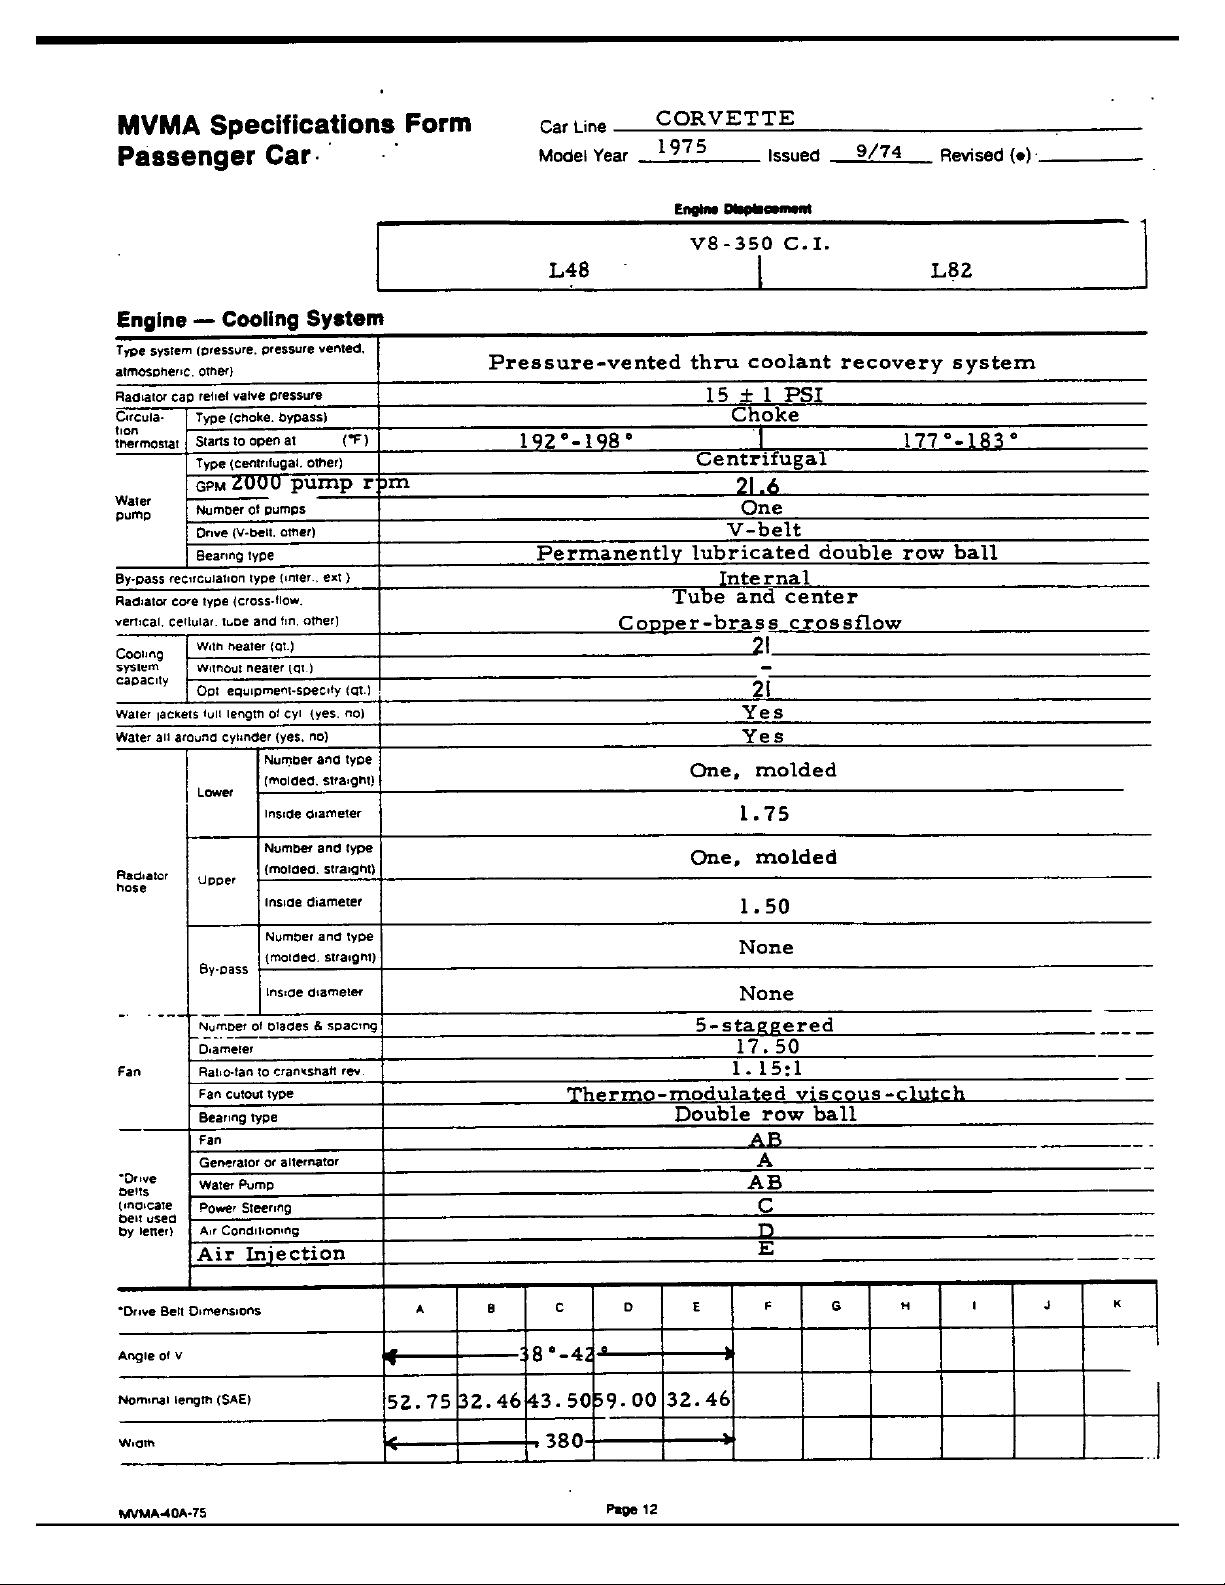 MVMA Specifications Form
Passenger Car
Car Line CORVETTE
Model Year 1975 Issued 9/74 Revised (•)
Engine Displacement
V8-350 C.I.
L48 L82
Engine — Cooling System
Type system (pressure, pressure vented, atmospheric, other) Pressure-vented thru coolant recovery system
Radiator cap relief valve pressure 15 ± 1 PSI
Circulation thermostat Type (choke, bypass) Choke
Starts to open at (°F) 192°-198° 177°-183°
Water pump Type (centrifugal, other) Centrifugal
GPM 2000 pump rpm 21.6
Number of pumps One
Drive (V-belt, other) V-belt
Bearing type Permanently lubricated double row ball
By-pass recirculation type (inter., ext.) Internal
Radiator core type (cross-flow, vertical, cellular, tube and fin, other) Tube and center
Copper-brass crossflow
Cooling system capacity With heater (qt.) 21
Without heater (qt.) -
Opt. equipment-specify (qt.) 21
Water jackets full length of cyl. (yes, no) Yes
Water all around cylinder (yes, no) Yes
Radiator hose Lower Number and type (molded, straight) One, molded
Inside diameter 1.75
Upper Number and type (molded, straight) One, molded
Inside diameter 1.50
By-pass Number and type (molded, straight) None
Inside diameter None
Fan Number of blades & spacing 5-staggered
Diameter 17.50
Ratio-fan to crankshaft rev. 1.15:1
Fan cutout type Thermo-modulated viscous-clutch
Bearing type Double row ball
*Drive belts (indicate belt used by letter) Fan AB
Generator or alternator A
Water Pump AB
Power Steering C
Air Conditioning D
Air Injection E
*Drive Belt Dimensions A B C D E F G H I J K
Angle of V 38°-42°
Nominal length (SAE) 52.75 32.46 43.50 59.00 32.46
Width .380
MVMA-40A-75
Page 12